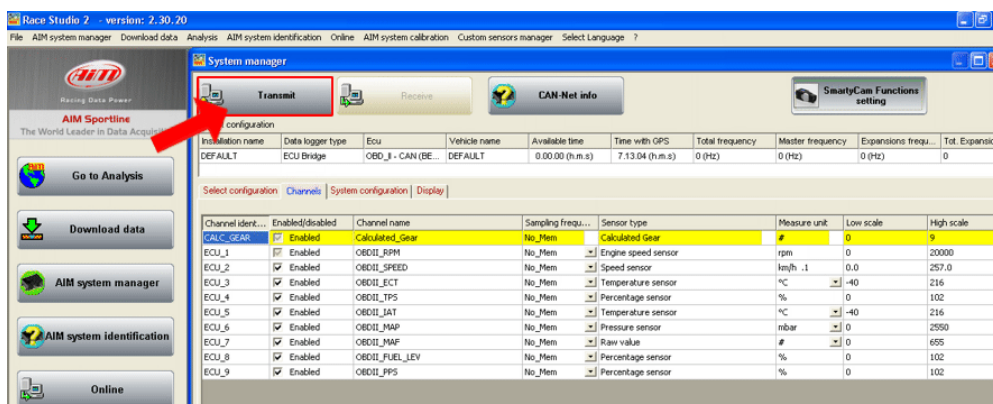 Race Studio 2 - version: 2.30.20
File AIM system manager Download data Analysis AIM system identification Online AIM system calibration Custom sensors manager Select Language ?
AiM
Racing Data Power
AIM Sportline
The World Leader in Data Acquisi
Go to Analysis
Download data
AIM system manager
AIM system identification
Online
System manager
Transmit Receive CAN-Net info SmartyCam Functions
setting
configuration
Installation name Data logger type Ecu Vehicle name Available time Time with GPS Total frequency Master frequency Expansions frequ... Tot. Expansio
DEFAULT ECU Bridge OBD_II - CAN (BE... DEFAULT 0.00.00 (h.m.s) 7.13.04 (h.m.s) 0 (Hz) 0 (Hz) 0 (Hz) 0
Select configuration Channels System configuration Display
Channel ident... Enabled/disabled Channel name Sampling frequ... Sensor type Measure unit Low scale High scale
CALC_GEAR Enabled Calculated_Gear No_Mem Calculated Gear # 0 9
ECU_1 Enabled OBDII_RPM No_Mem Engine speed sensor rpm 0 20000
ECU_2 Enabled OBDII_SPEED No_Mem Speed sensor km/h .1 0.0 257.0
ECU_3 Enabled OBDII_ECT No_Mem Temperature sensor °C -40 216
ECU_4 Enabled OBDII_TPS No_Mem Percentage sensor % 0 102
ECU_5 Enabled OBDII_IAT No_Mem Temperature sensor °C -40 216
ECU_6 Enabled OBDII_MAP No_Mem Pressure sensor mbar 0 2550
ECU_7 Enabled OBDII_MAF No_Mem Raw value # 0 655
ECU_8 Enabled OBDII_FUEL_LEV No_Mem Percentage sensor % 0 102
ECU_9 Enabled OBDII_PPS No_Mem Percentage sensor % 0 102